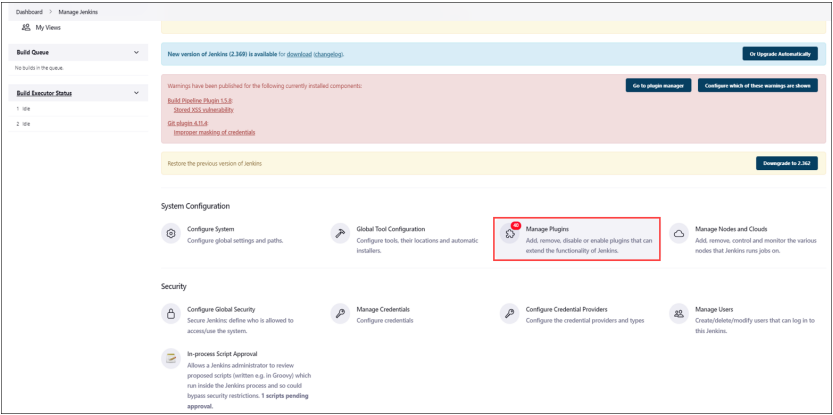 Dashboard > Manage Jenkins
My Views
Build Queue
No builds in the queue.
Build Executor Status
1 Idle
2 Idle
New version of Jenkins (2.369) is available for download (changelog).
Or Upgrade Automatically
Warnings have been published for the following currently installed components:
Go to plugin manager
Configure which of these warnings are shown
Build Pipeline Plugin 1.5.8:
Stored XSS vulnerability
Git plugin 4.11.4:
Improper masking of credentials
Restore the previous version of Jenkins
Downgrade to 2.362
System Configuration
Configure System
Configure global settings and paths.
Global Tool Configuration
Configure tools, their locations and automatic
installers.
40
Manage Plugins
Add, remove, disable or enable plugins that can
extend the functionality of Jenkins.
Manage Nodes and Clouds
Add, remove, control and monitor the various
nodes that Jenkins runs jobs on.
Security
Configure Global Security
Secure Jenkins; define who is allowed to
access/use the system.
Manage Credentials
Configure credentials
Configure Credential Providers
Configure the credential providers and types
Manage Users
Create/delete/modify users that can log in to
this Jenkins.
In-process Script Approval
Allows a Jenkins administrator to review
proposed scripts (written e.g. in Groovy) which
run inside the Jenkins process and so could
bypass security restrictions. 1 scripts pending
approval.